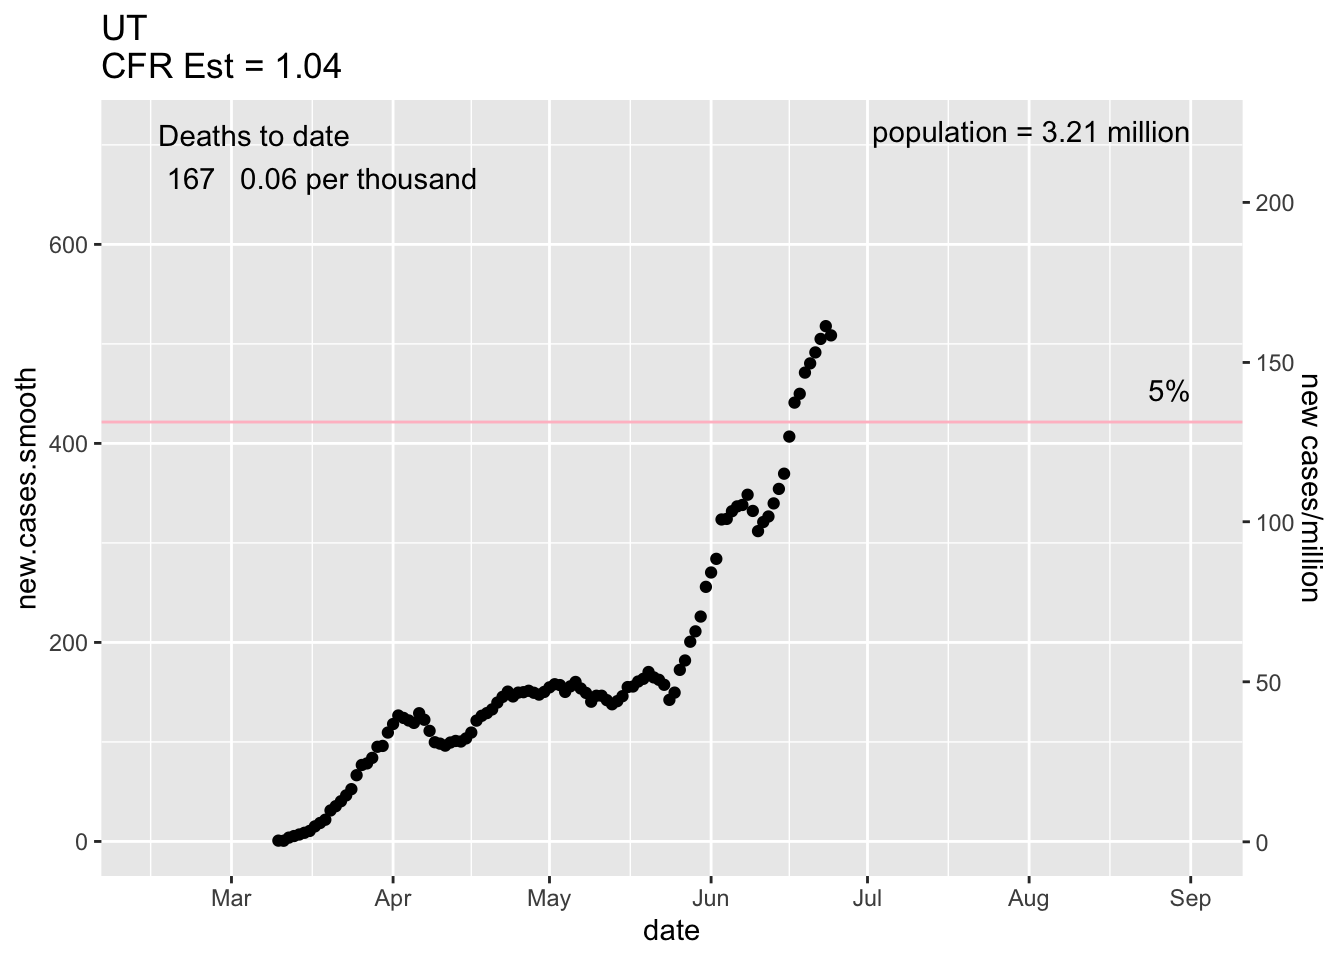 UT
CFR Est = 1.04
Deaths to date
167 0.06 per thousand
population = 3.21 million
5%
new.cases.smooth
600
400
200
0
200
150
100
50
0
new cases/million
Mar Apr May Jun Jul Aug Sep
date